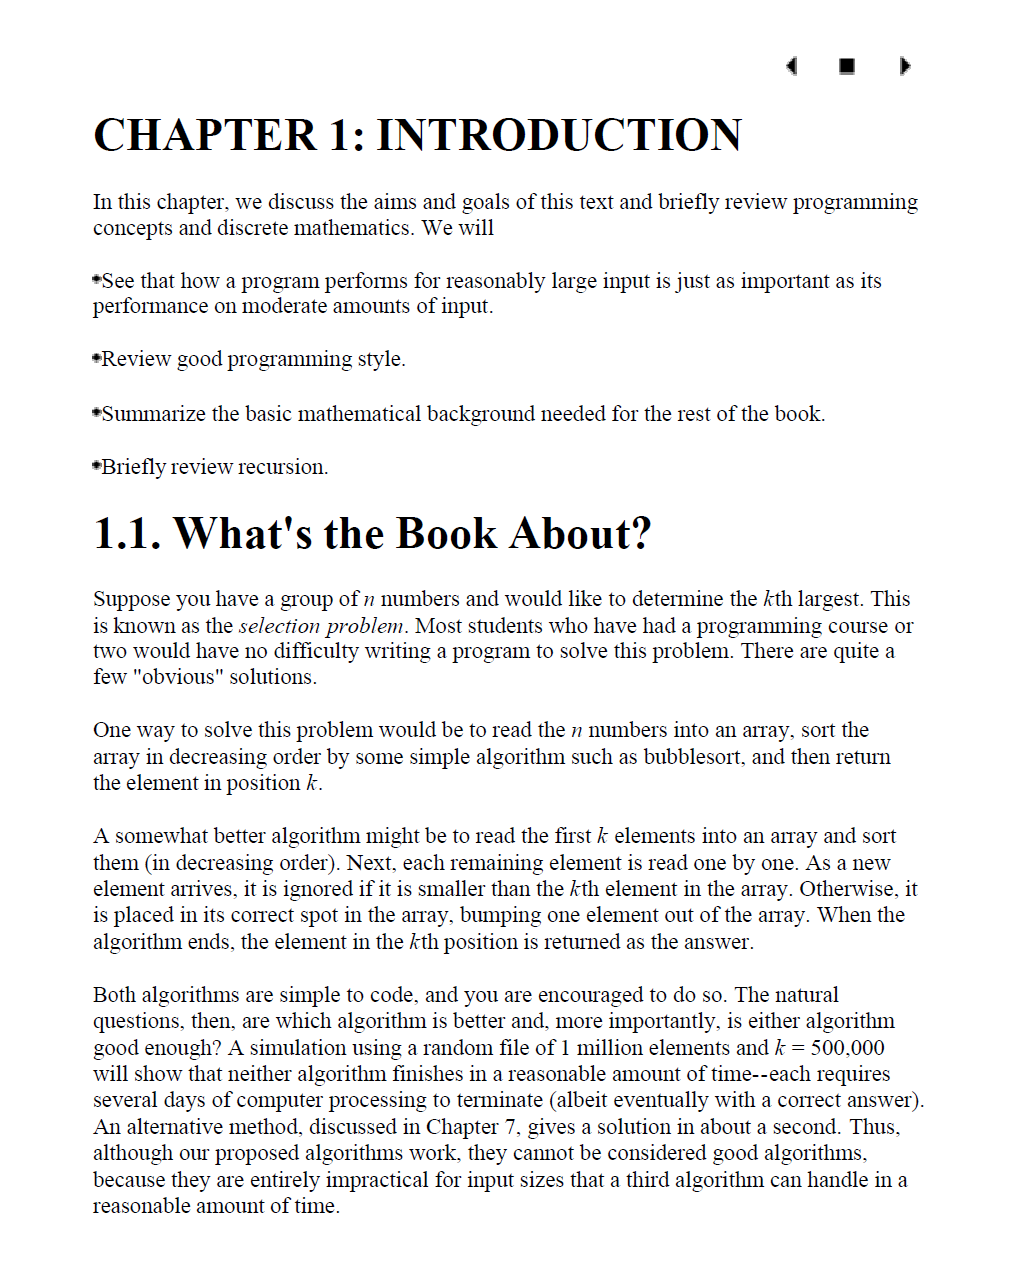 CHAPTER 1: INTRODUCTION
In this chapter, we discuss the aims and goals of this text and briefly review programming
concepts and discrete mathematics. We will
See that how a program performs for reasonably large input is just as important as its
performance on moderate amounts of input.
Review good programming style.
Summarize the basic mathematical background needed for the rest of the book.
Briefly review recursion.
1.1. What's the Book About?
Suppose you have a group of n numbers and would like to determine the kth largest. This
is known as the selection problem. Most students who have had a programming course or
two would have no difficulty writing a program to solve this problem. There are quite a
few "obvious" solutions.
One way to solve this problem would be to read the n numbers into an array, sort the
array in decreasing order by some simple algorithm such as bubblesort, and then return
the element in position k.
A somewhat better algorithm might be to read the first k elements into an array and sort
them (in decreasing order). Next, each remaining element is read one by one. As a new
element arrives, it is ignored if it is smaller than the kth element in the array. Otherwise, it
is placed in its correct spot in the array, bumping one element out of the array. When the
algorithm ends, the element in the kth position is returned as the answer.
Both algorithms are simple to code, and you are encouraged to do so. The natural
questions, then, are which algorithm is better and, more importantly, is either algorithm
good enough? A simulation using a random file of 1 million elements and k = 500,000
will show that neither algorithm finishes in a reasonable amount of time--each requires
several days of computer processing to terminate (albeit eventually with a correct answer).
An alternative method, discussed in Chapter 7, gives a solution in about a second. Thus,
although our proposed algorithms work, they cannot be considered good algorithms,
because they are entirely impractical for input sizes that a third algorithm can handle in a
reasonable amount of time.